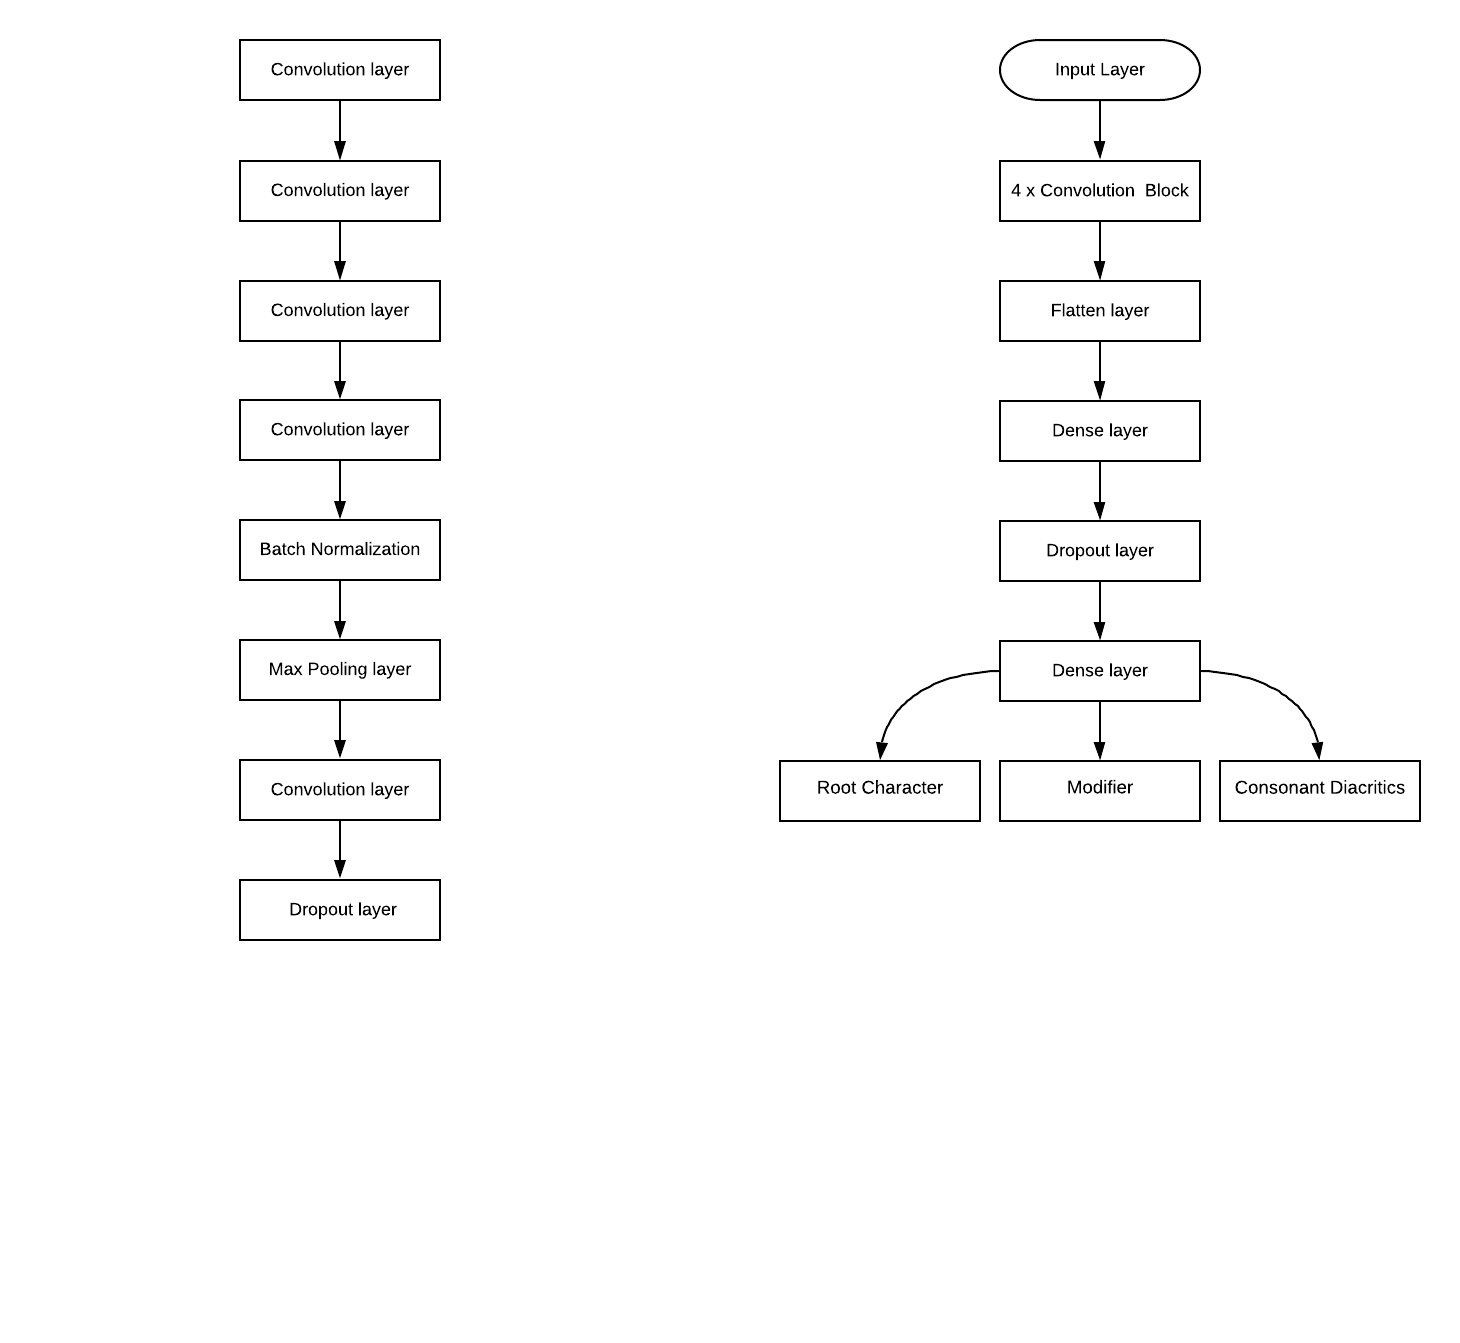 Convolution layer
Convolution layer
Convolution layer
Convolution layer
Batch Normalization
Max Pooling layer
Convolution layer
Dropout layer
Input Layer
4 x Convolution  Block
Flatten layer
Dense layer
Dropout layer
Dense layer
Root Character
Modifier
Consonant Diacritics